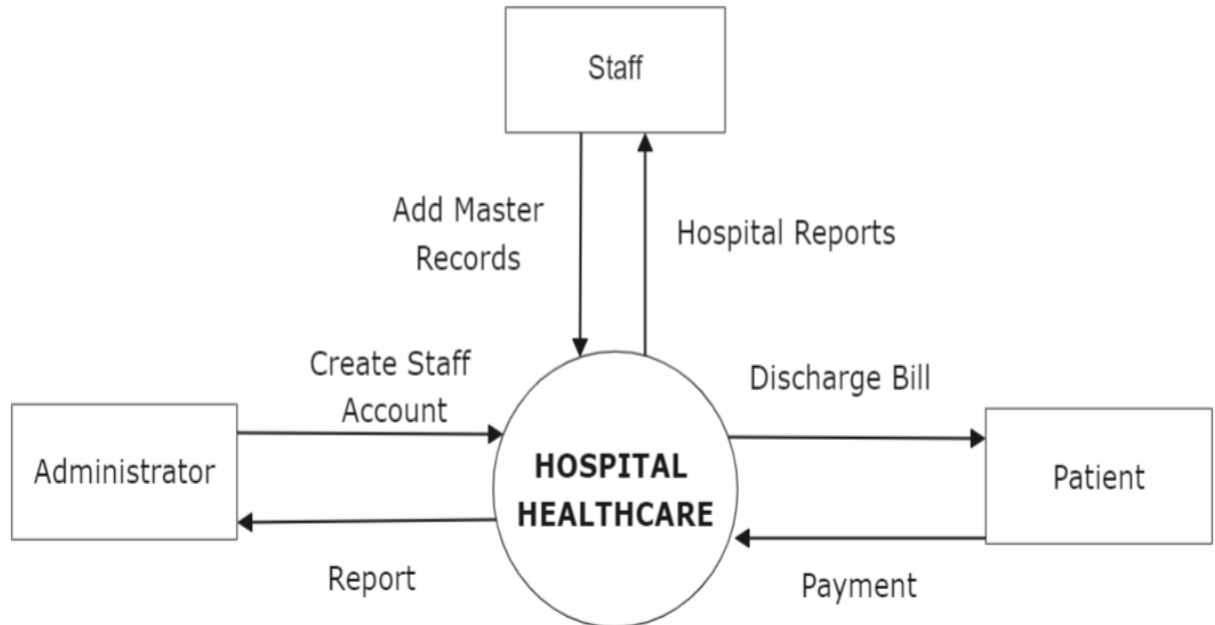 Staff
Add Master
Records
Hospital Reports
Create Staff
Account
Discharge Bill
Administrator
HOSPITAL
HEALTHCARE
Patient
Report
Payment